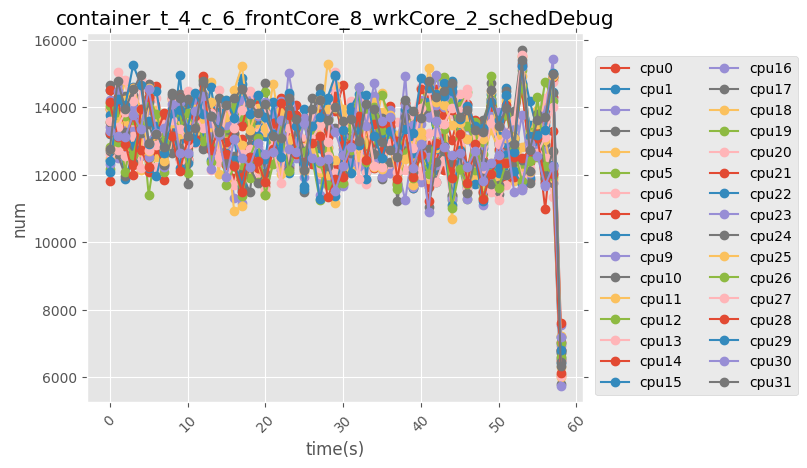 container_t_4_c_6_frontCore_8_wrkCore_2_schedDebug
16000
14000
12000
10000
8000
6000
num
0
10
20
30
40
50
60
time(s)
cpu0
cpu1
cpu2
cpu3
cpu4
cpu5
cpu6
cpu7
cpu8
cpu9
cpu10
cpu11
cpu12
cpu13
cpu14
cpu15
cpu16
cpu17
cpu18
cpu19
cpu20
cpu21
cpu22
cpu23
cpu24
cpu25
cpu26
cpu27
cpu28
cpu29
cpu30
cpu31